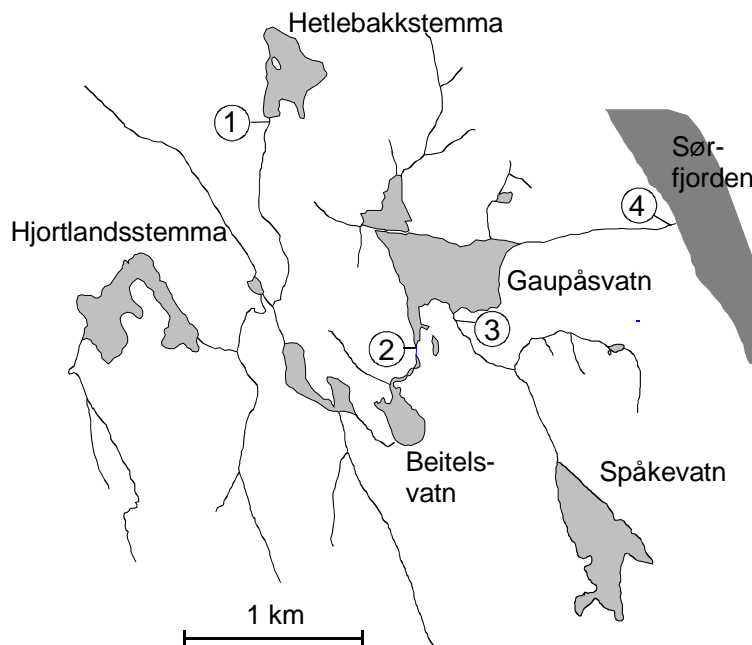 Hetlebakkstemma
1
Sør-
fjorden
4
Hjortlandsstemma
Gaupåsvatn
3
2
Beitels-
vatn
Spåkevatn
1 km